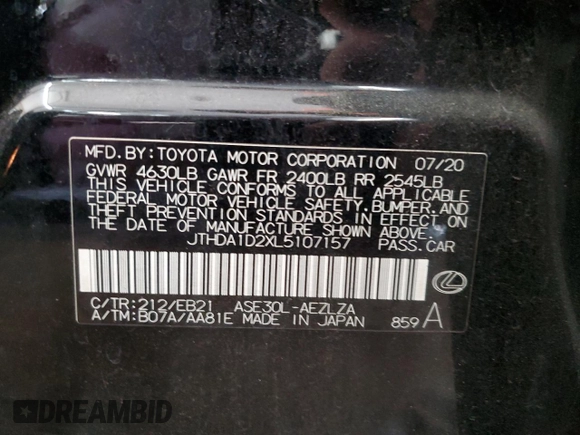 MFD.BY: TOYOTA MOTOR CORPORATION 07/20
GVWR 4630LB GAWR FR 2400LB RR 2545LB
THIS VEHICLE CONFORMS TO ALL APPLICABLE
FEDERAL MOTOR VEHICLE SAFETY,BUMPER,AND
THEFT PREVENTION STANDARDS IN EFFECT ON
THE DATE OF MANUFACTURE SHOWN ABOVE.
JTHDA1D2XL5107157 PASS.CAR
C/TR:212/EB21 ASE30L-AEZLZA
A/TM:B07A/AA81E MADE IN JAPAN 859A
DREAMBID